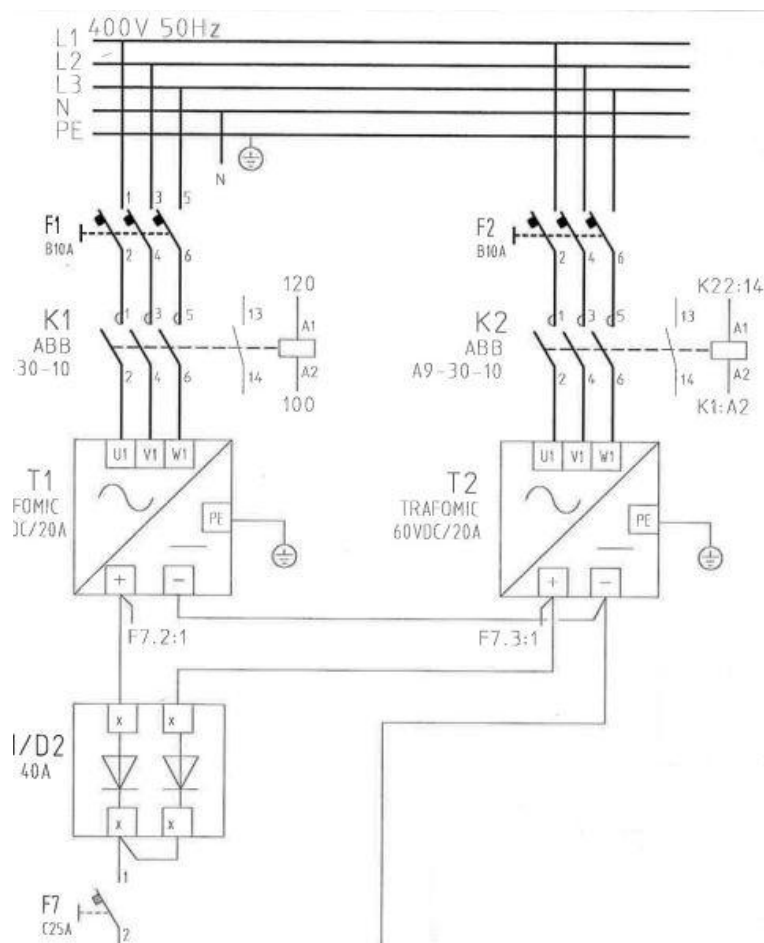 400V 50Hz
L1
L2
L3
N
PE
N
1 3 5
F1
B10A
2 4 6
F2
B10A
2 4 6
120
K22:14
K1
ABB
-30-10
1 3 5
13
A1
2 4 6
14
A2
100
K2
ABB
A9-30-10
1 3 5
13
A1
2 4 6
14
A2
K1:A2
T1
FOMIC
DC/20A
U1 V1 W1
PE
+ −
T2
TRAFOMIC
60VDC/20A
U1 V1 W1
PE
+ −
F7.2:1
F7.3:1
/D2
40A
x x
x x
1
F7
C25A
2